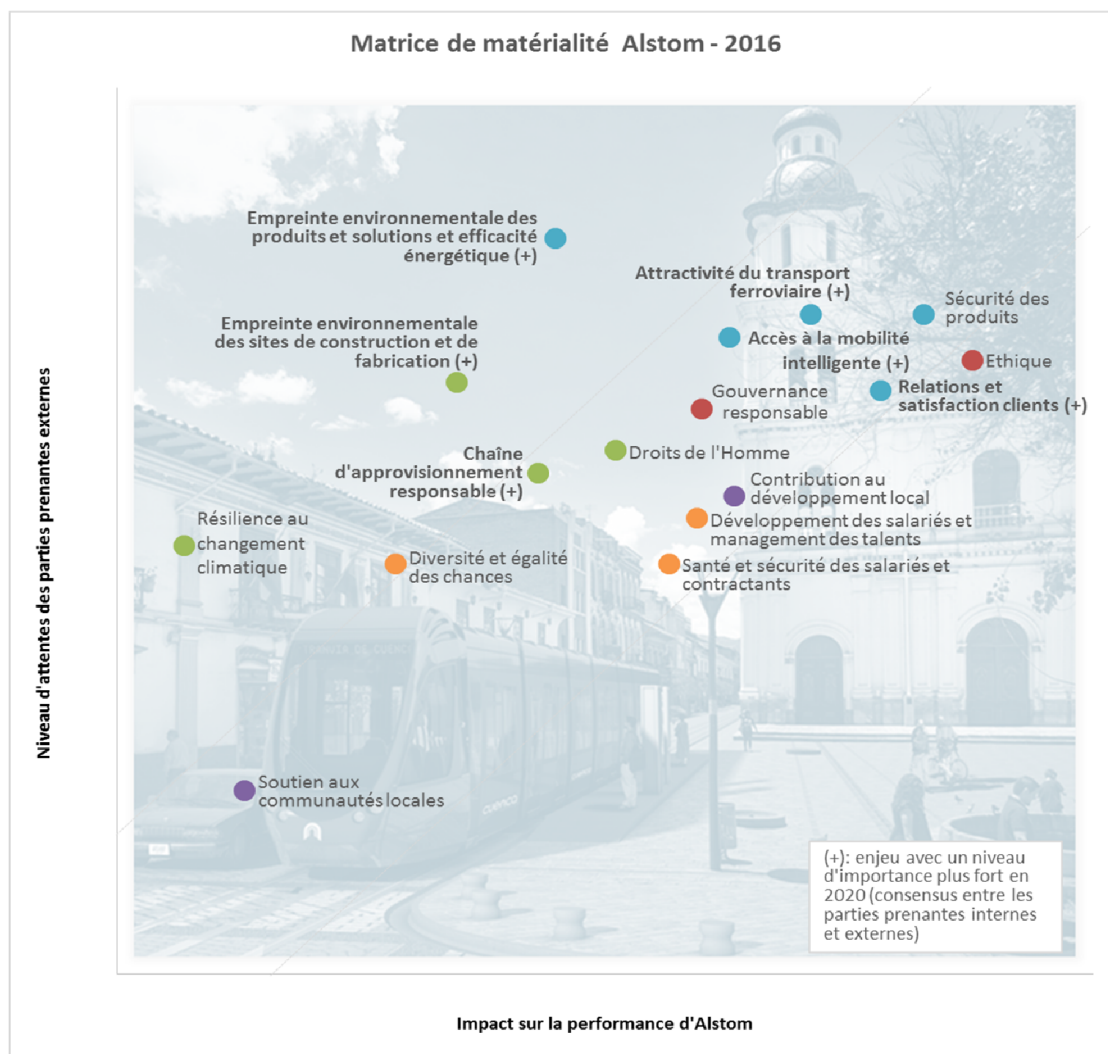 Matrice de matérialité Alstom - 2016
Niveau d'attentes des parties prenantes externes
Empreinte environnementale des
produits et solutions et efficacité
énergétique (+)
Attractivité du transport
ferroviaire (+)
Sécurité des
produits
Empreinte environnementale
des sites de construction et de
fabrication (+)
Accès à la mobilité
intelligente (+)
Ethique
Relations et
satisfaction clients (+)
Gouvernance
responsable
Droits de l'Homme
Chaîne
d'approvisionnement
responsable (+)
Contribution au
développement local
Développement des salariés et
management des talents
Résilience au
changement
climatique
Diversité et égalité
des chances
Santé et sécurité des salariés et
contractants
Soutien aux
communautés locales
(+): enjeu avec un niveau
d'importance plus fort en
2020 (consensus entre les
parties prenantes internes
et externes)
Impact sur la performance d'Alstom